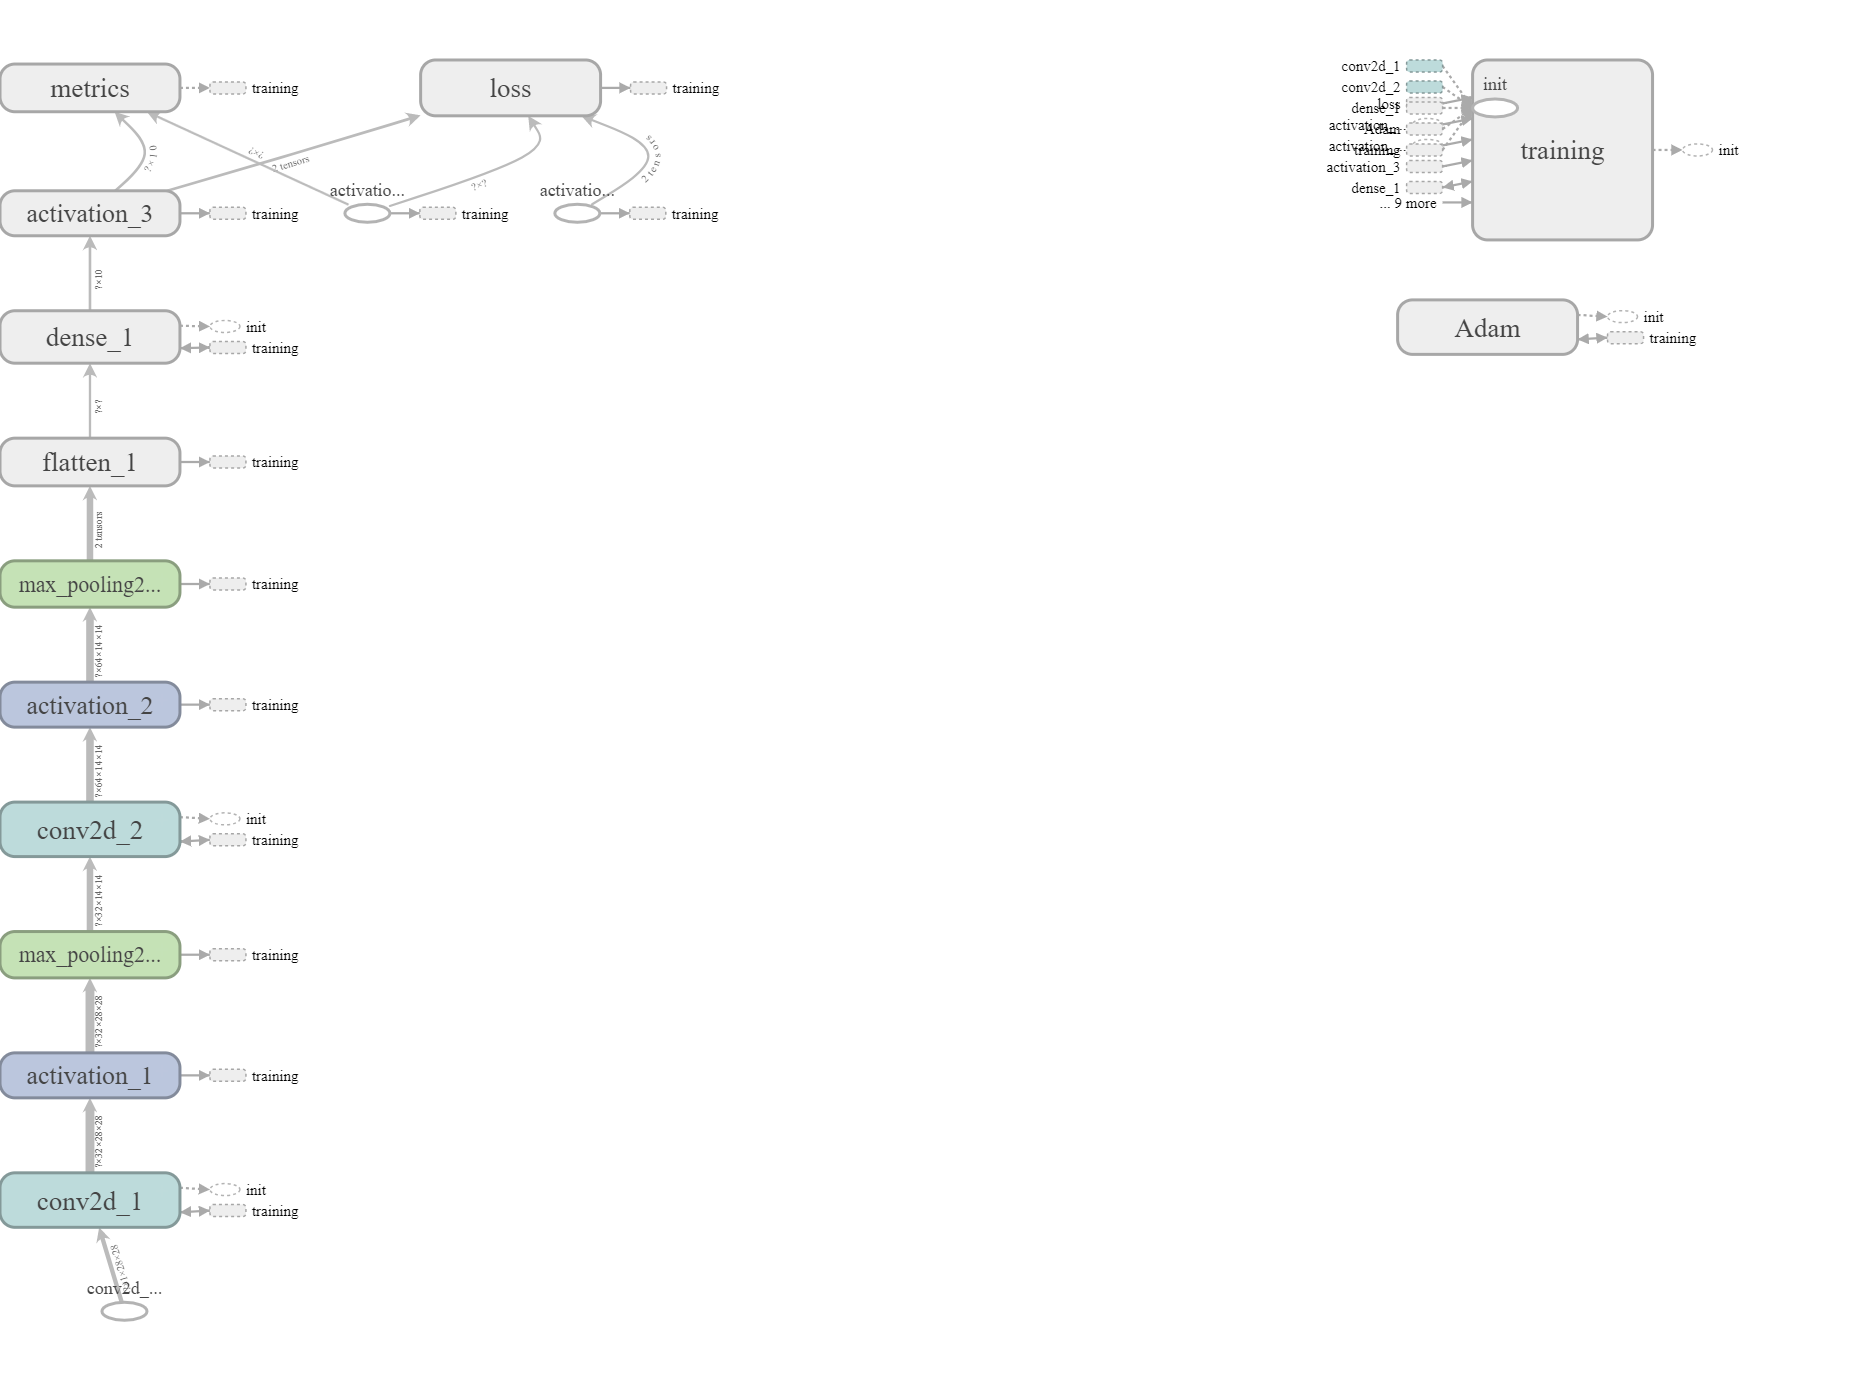 metrics
training
loss
training
?×10
?×?
2 tensors
?×?
2 tensors
activatio...
activatio...
activation_3
training
training
training
?×10
dense_1
init
training
?×?
flatten_1
training
2 tensors
max_pooling2...
training
?×64×14×14
activation_2
training
?×64×14×14
conv2d_2
init
training
?×32×14×14
max_pooling2...
training
?×32×28×28
activation_1
training
?×32×28×28
conv2d_1
init
training
?×1×28×28
conv2d_...
conv2d_1
conv2d_2
loss
dense_1
activation_...
Adam
activation_...
training
activation_3
dense_1
... 9 more
init
training
init
Adam
init
training